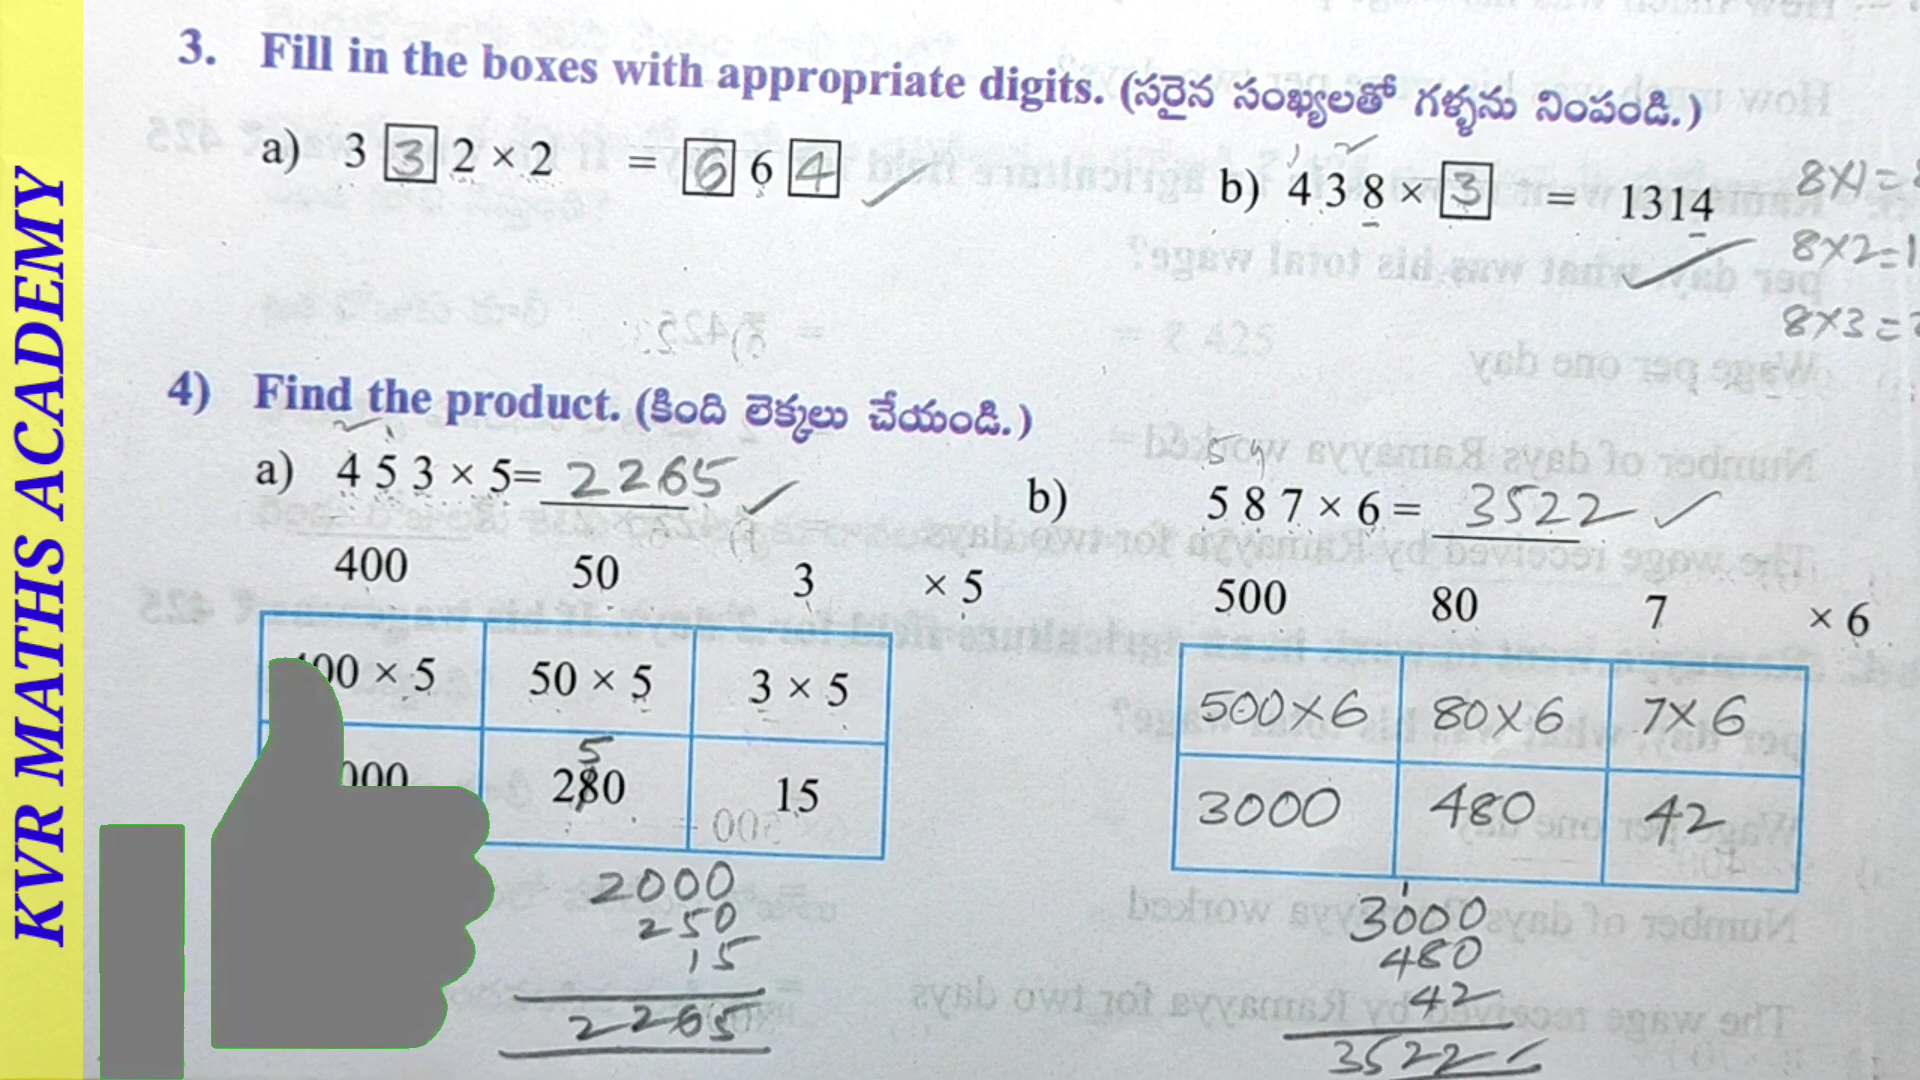 KVR MATHS ACADEMY
3. Fill in the boxes with appropriate digits. (సరైన సంఖ్యలతో గళ్ళను నింపండి.)
a) 3 3 2 × 2 = 6 6 4
b) 4 3 8 × 3 = 1314
8×1=
8×2=1
8×3=
4) Find the product. (కింది లెక్కలు చేయండి.)
a) 4 5 3 × 5= 2265
400 50 3 × 5
00 × 5 50 × 5 3 × 5
5
000 280 15
2000
250
15
2265
b) 5 8 7 × 6 = 3522
500 80 7 × 6
500×6 80×6 7×6
3000 480 42
1
3000
480
42
3522